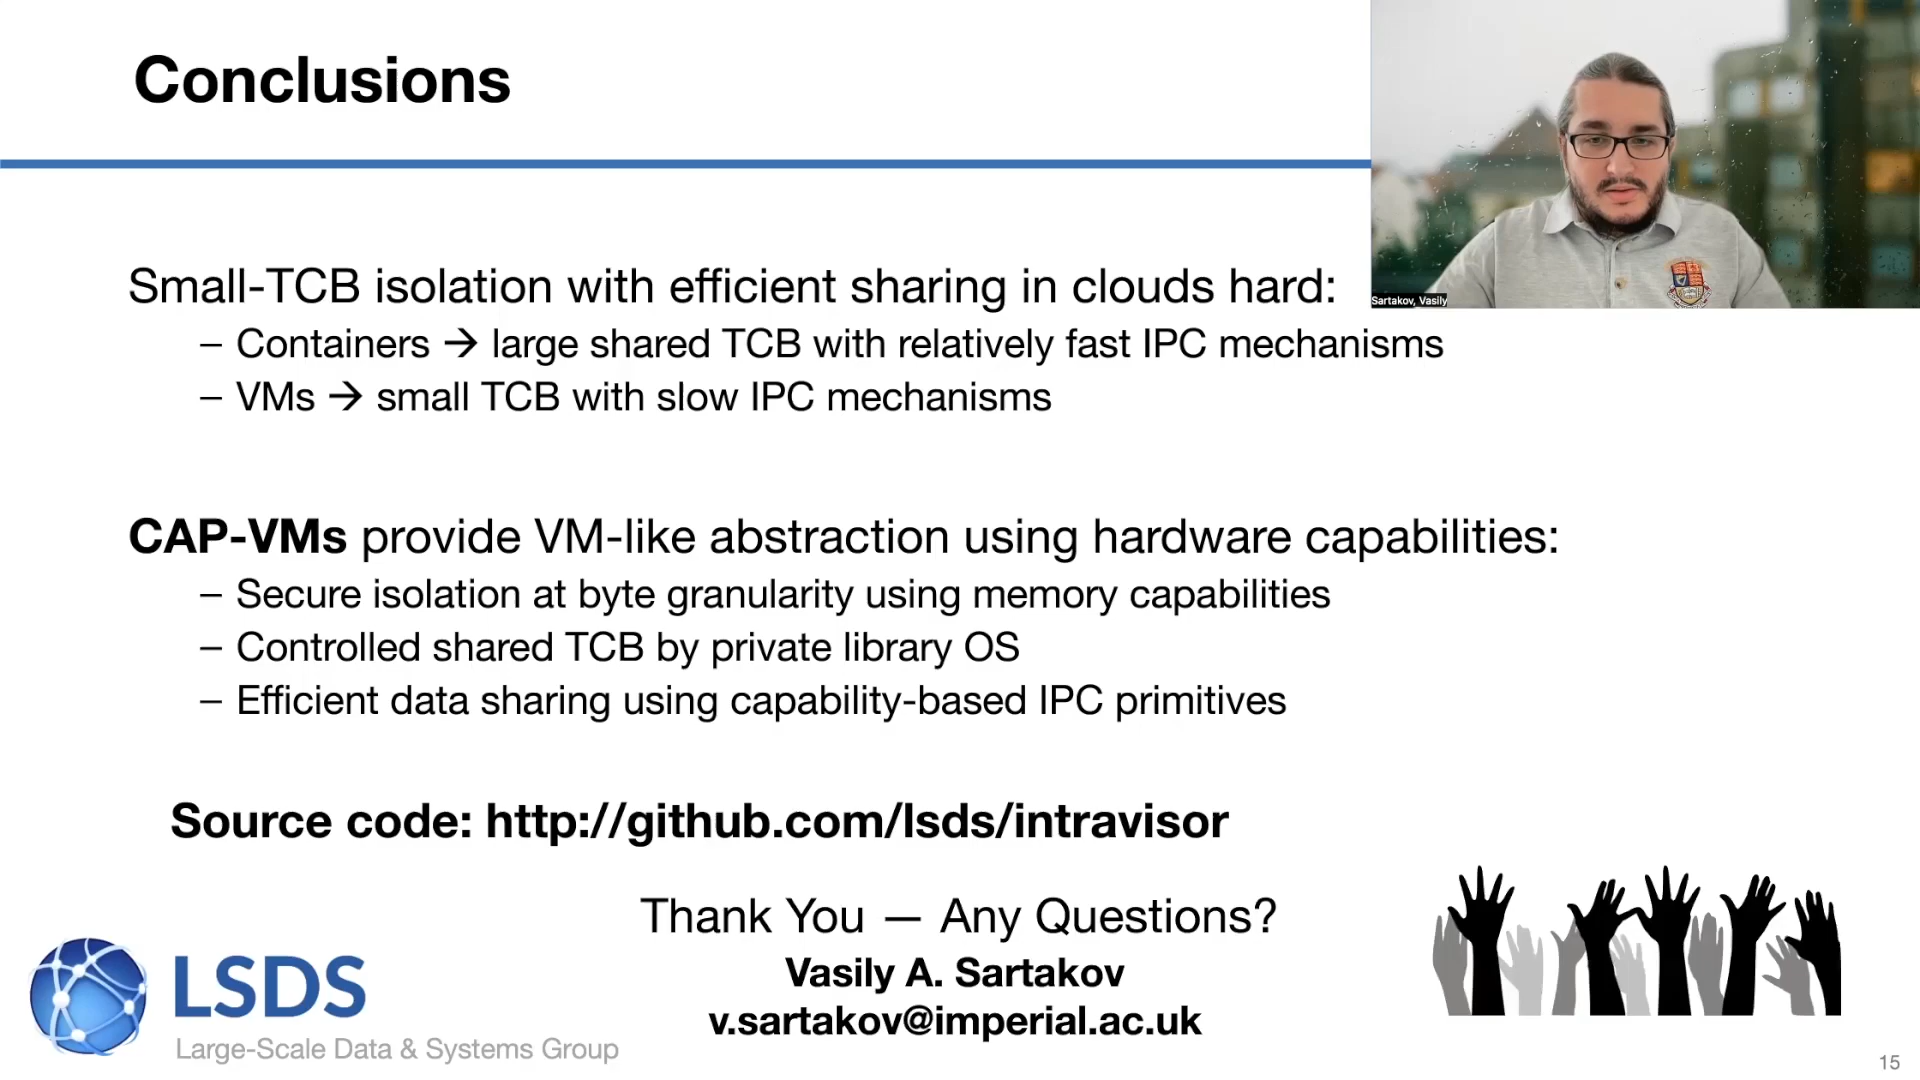 Conclusions
Sartakov, Vasily
Small-TCB isolation with efficient sharing in clouds hard:
– Containers → large shared TCB with relatively fast IPC mechanisms
– VMs → small TCB with slow IPC mechanisms
CAP-VMs provide VM-like abstraction using hardware capabilities:
– Secure isolation at byte granularity using memory capabilities
– Controlled shared TCB by private library OS
– Efficient data sharing using capability-based IPC primitives
Source code: http://github.com/lsds/intravisor
Thank You — Any Questions?
Vasily A. Sartakov
v.sartakov@imperial.ac.uk
LSDS
Large-Scale Data & Systems Group
15